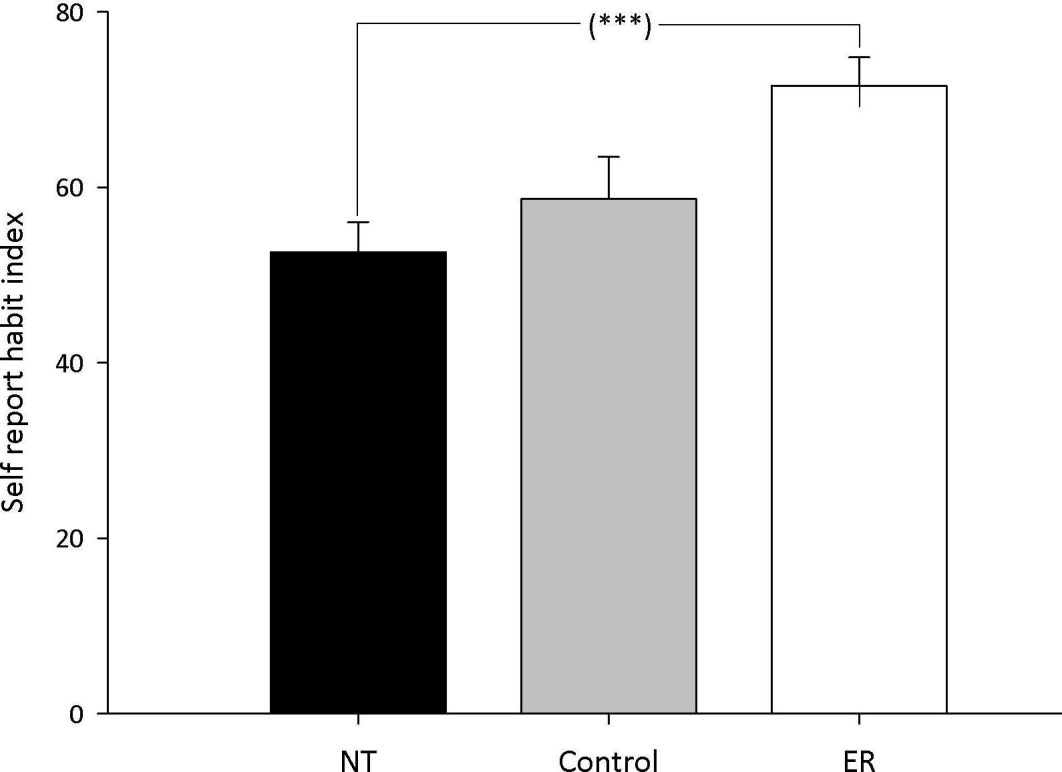 80
(***)
60
40
20
0
Self report habit index
NT
Control
ER